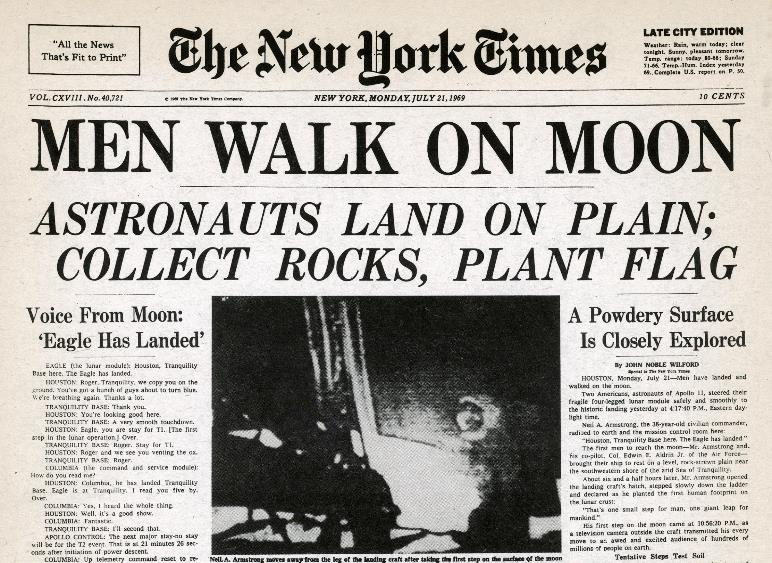 "All the News
That's Fit to Print"
The New York Times
LATE CITY EDITION
Weather: Rain, warm today; clear
tonight. Sunny, pleasant tomorrow.
Temp. range: today 80-66; Sunday
71-66. Temp.-Hum. Index yesterday
69. Complete U.S. report on P. 50.
VOL. CXVIII. No. 40,721
© 1969 The New York Times Company.
NEW YORK, MONDAY, JULY 21, 1969
10 CENTS
MEN WALK ON MOON
ASTRONAUTS LAND ON PLAIN;
COLLECT ROCKS, PLANT FLAG
Voice From Moon:
'Eagle Has Landed'
EAGLE (the lunar module): Houston, Tranquility
Base here. The Eagle has landed.
HOUSTON: Roger, Tranquility, we copy you on the
ground. You've got a bunch of guys about to turn blue.
We're breathing again. Thanks a lot.
TRANQUILITY BASE: Thank you.
HOUSTON: You're looking good here.
TRANQUILITY BASE: A very smooth touchdown.
HOUSTON: Eagle, you are stay for T1. [The first
step in the lunar operation.] Over.
TRANQUILITY BASE: Roger. Stay for T1.
HOUSTON: Roger and we see you venting the ox.
TRANQUILITY BASE: Roger.
COLUMBIA (the command and service module):
How do you read me?
HOUSTON: Columbia, he has landed Tranquility
Base. Eagle is at Tranquility. I read you five by.
Over.
COLUMBIA: Yes, I heard the whole thing.
HOUSTON: Well, it's a good show.
COLUMBIA: Fantastic.
TRANQUILITY BASE: I'll second that.
APOLLO CONTROL: The next major stay-no stay
will be for the T2 event. That is at 21 minutes 26 sec-
onds after initiation of power descent.
COLUMBIA: Up telemetry command reset to re-
Neil A. Armstrong moves away from the leg of the landing craft after taking the first step on the surface of the moon
A Powdery Surface
Is Closely Explored
By JOHN NOBLE WILFORD
Special to The New York Times
HOUSTON, Monday, July 21—Men have landed and
walked on the moon.
Two Americans, astronauts of Apollo 11, steered their
fragile four-legged lunar module safely and smoothly to
the historic landing yesterday at 4:17:40 P.M., Eastern day-
light time.
Neil A. Armstrong, the 38-year-old civilian commander,
radioed to earth and the mission control room here:
"Houston, Tranquility Base here. The Eagle has landed."
The first men to reach the moon—Mr. Armstrong and
his co-pilot, Col. Edwin E. Aldrin Jr. of the Air Force—
brought their ship to rest on a level, rock-strewn plain near
the southwestern shore of the arid Sea of Tranquility.
About six and a half hours later, Mr. Armstrong opened
the landing craft's hatch, stepped slowly down the ladder
and declared as he planted the first human footprint on
the lunar crust:
"That's one small step for man, one giant leap for
mankind."
His first step on the moon came at 10:56:20 P.M., as
a television camera outside the craft transmitted his every
move to an awed and excited audience of hundreds of
millions of people on earth.
Tentative Steps Test Soil